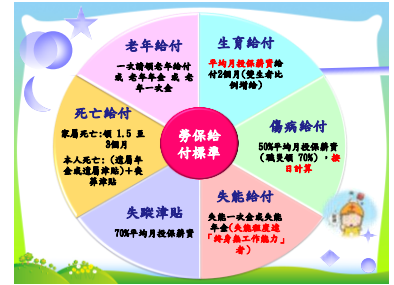 老年給付
一次請領老年給付
或 老年年金 或 老
年一次金
生育給付
平均月投保薪資給
付2個月(雙生者比
例增給)
死亡給付
家屬死亡:領 1.5 至
3個月
本人死亡: (遺屬年
金或遺屬津貼)+喪
葬津貼
勞保給
付標準
傷病給付
50%平均月投保薪資
(職災領 70%)，按
日計算
失蹤津貼
70%平均月投保薪資
失能給付
失能一次金或失能
年金(失能程度達
「終身無工作能力」
者)